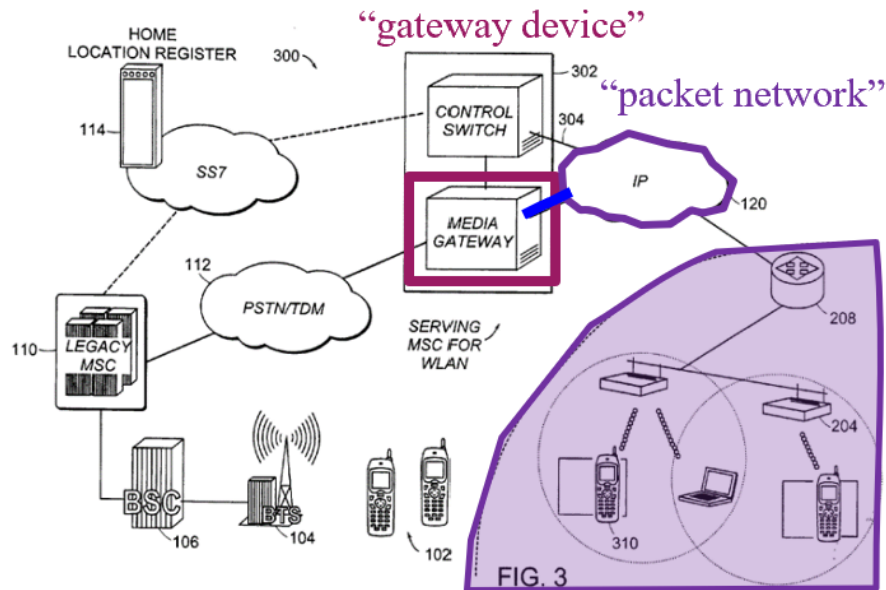 “gateway device”
HOME
LOCATION REGISTER
300
302
“packet network”
CONTROL
SWITCH
304
114
SS7
IP
120
MEDIA
GATEWAY
112
PSTN/TDM
208
SERVING
MSC FOR
WLAN
110
LEGACY
MSC
204
BSC
BTS
104
106
102
310
FIG. 3